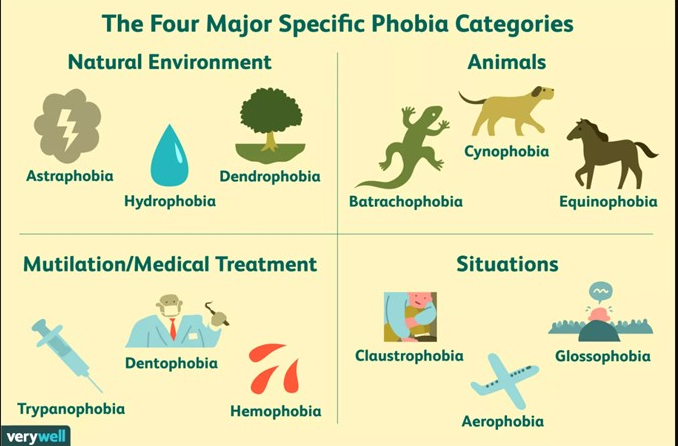 The Four Major Specific Phobia Categories
Natural Environment
Astraphobia
Hydrophobia
Dendrophobia
Animals
Batrachophobia
Cynophobia
Equinophobia
Mutilation/Medical Treatment
Trypanophobia
Dentophobia
Hemophobia
Situations
Claustrophobia
Aerophobia
Glossophobia
verywell